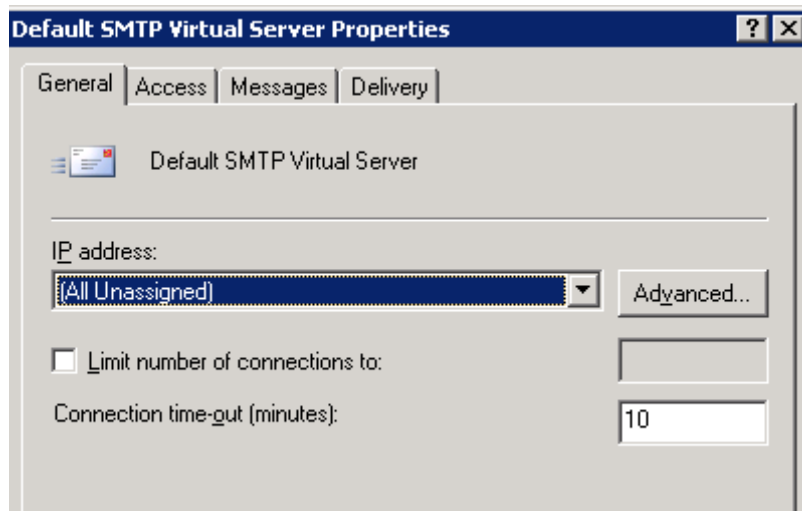 Default SMTP Virtual Server Properties ? X
General Access Messages Delivery
Default SMTP Virtual Server
IP address:
(All Unassigned) Advanced...
Limit number of connections to:
Connection time-out (minutes): 10